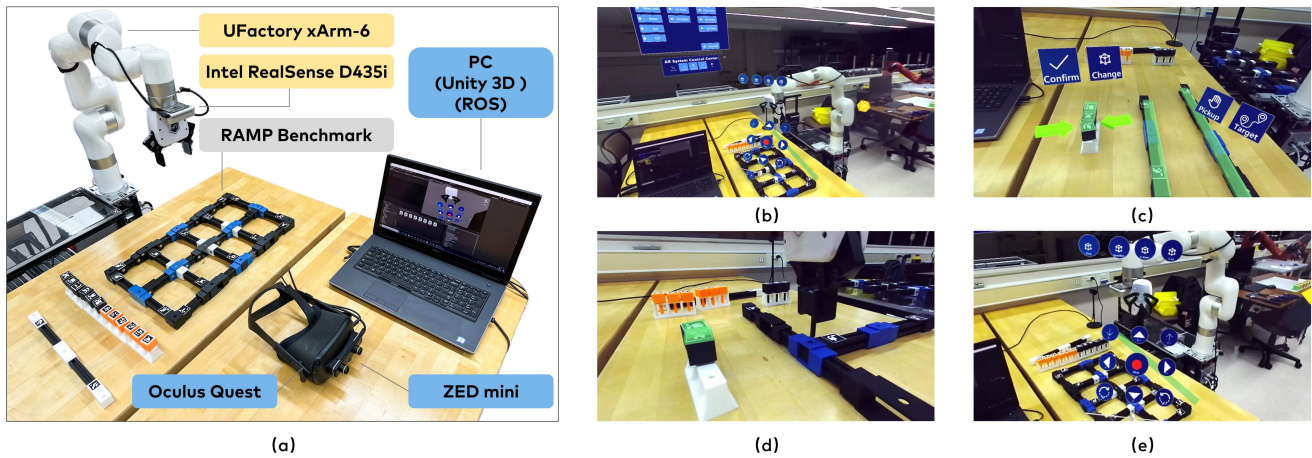 UFactory xArm-6
Intel RealSense D435i
RAMP Benchmark
PC
(Unity 3D )
(ROS)
Oculus Quest
ZED mini
(a)
AR System Control Center
(b)
Confirm
Change
Pickup
Target
(c)
(d)
(e)